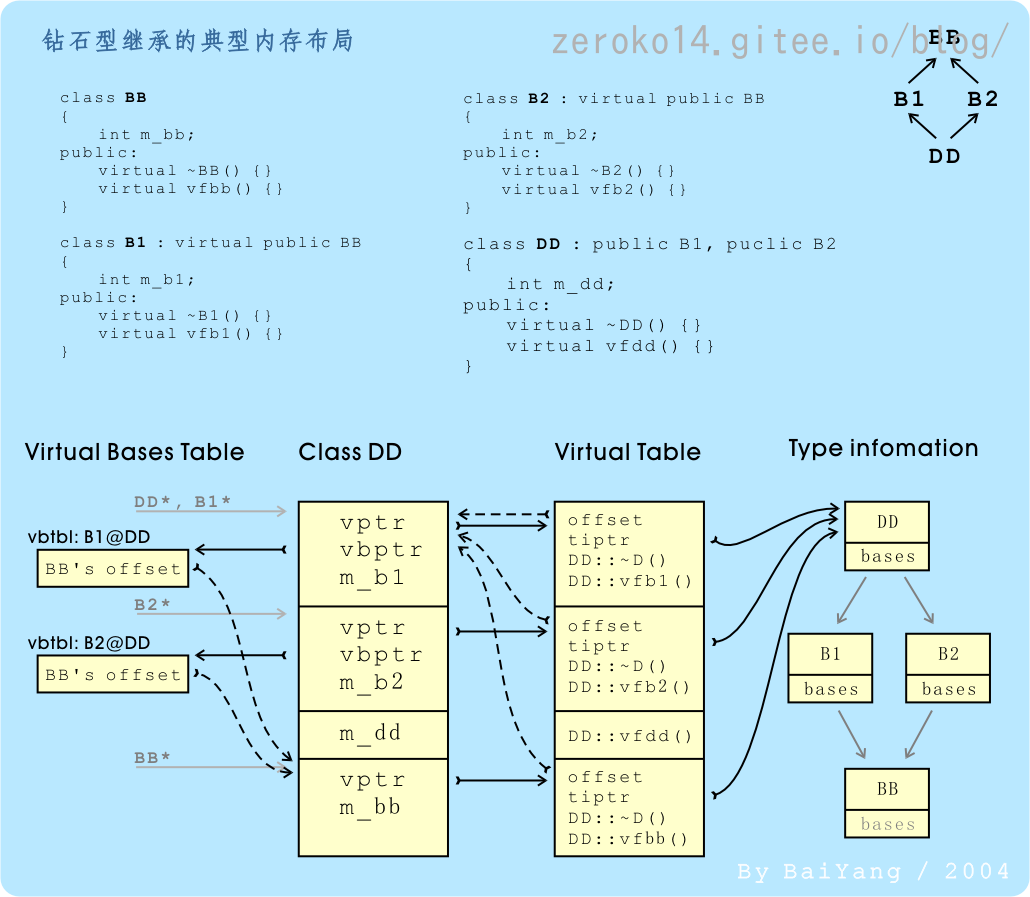 钻石型继承的典型内存布局
zeroko14.gitee.io/blog/
BB
B1 B2
DD
class BB
{
int m_bb;
public:
virtual ~BB() {}
virtual vfbb() {}
}
class B2 : virtual public BB
{
int m_b2;
public:
virtual ~B2() {}
virtual vfb2() {}
}
class B1 : virtual public BB
{
int m_b1;
public:
virtual ~B1() {}
virtual vfb1() {}
}
class DD : public B1, puclic B2
{
int m_dd;
public:
virtual ~DD() {}
virtual vfdd() {}
}
Virtual Bases Table
DD*, B1*
vbtbl: B1@DD
BB's offset
B2*
vbtbl: B2@DD
BB's offset
BB*
Class DD
vptr
vbptr
m_b1
vptr
vbptr
m_b2
m_dd
vptr
m_bb
Virtual Table
offset
tiptr
DD::~D()
DD::vfb1()
offset
tiptr
DD::~D()
DD::vfb2()
DD::vfdd()
offset
tiptr
DD::~D()
DD::vfbb()
Type infomation
DD
bases
B1 B2
bases bases
BB
bases
By BaiYang / 2004